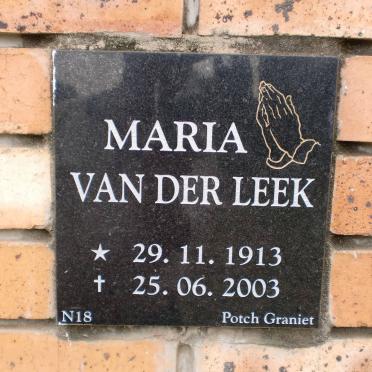 MARIA
VAN DER LEEK
★ 29. 11. 1913
✝ 25. 06. 2003
N18 Potch Graniet